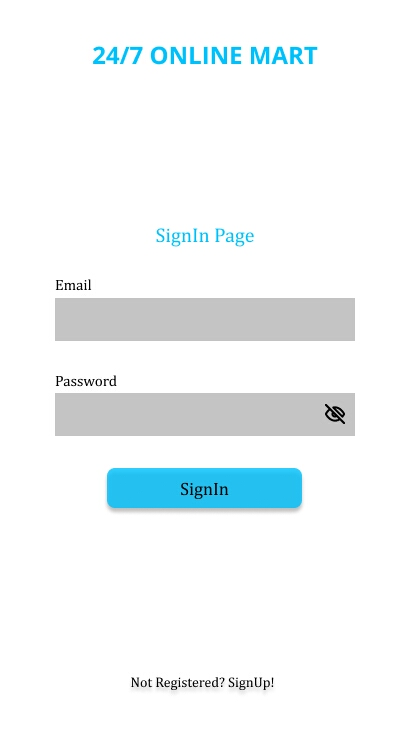 24/7 ONLINE MART
SignIn Page
Email
Password
SignIn
Not Registered? SignUp!